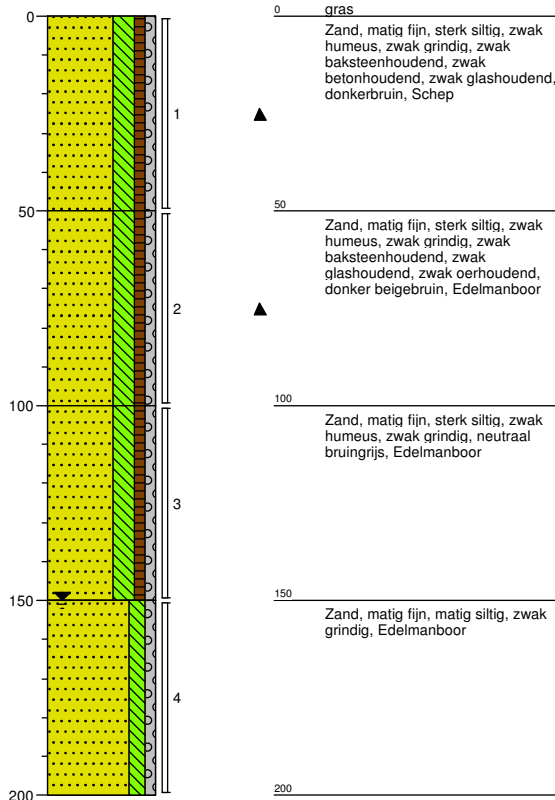 0
0
gras
Zand, matig fijn, sterk siltig, zwak
humeus, zwak grindig, zwak
baksteenhoudend, zwak
betonhoudend, zwak glashoudend,
donkerbruin, Schep
1
50
50
Zand, matig fijn, sterk siltig, zwak
humeus, zwak grindig, zwak
baksteenhoudend, zwak
glashoudend, zwak oerhoudend,
donker beigebruin, Edelmanboor
2
100
100
Zand, matig fijn, sterk siltig, zwak
humeus, zwak grindig, neutraal
bruingrijs, Edelmanboor
3
150
150
Zand, matig fijn, matig siltig, zwak
grindig, Edelmanboor
4
200
200